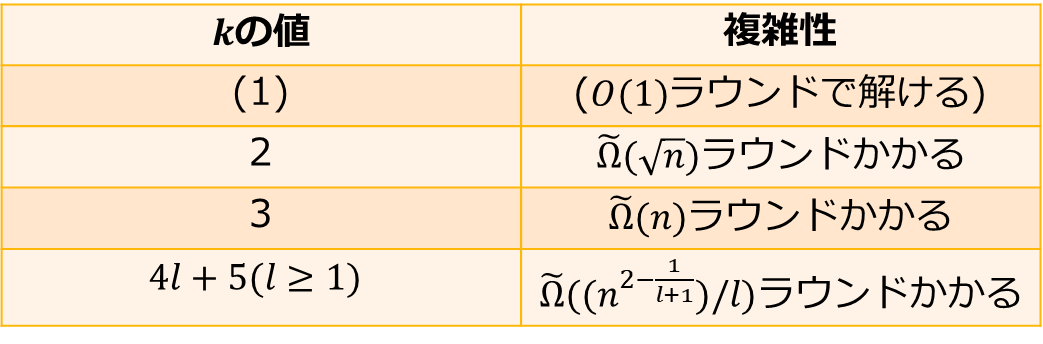 kの値 複雑性
(1) (O(1)ラウンドで解ける)
2 Ω̃(√n)ラウンドかかる
3 Ω̃(n)ラウンドかかる
4l + 5(l ≥ 1) Ω̃((n^{2−\frac{1}{l+1}})/l)ラウンドかかる